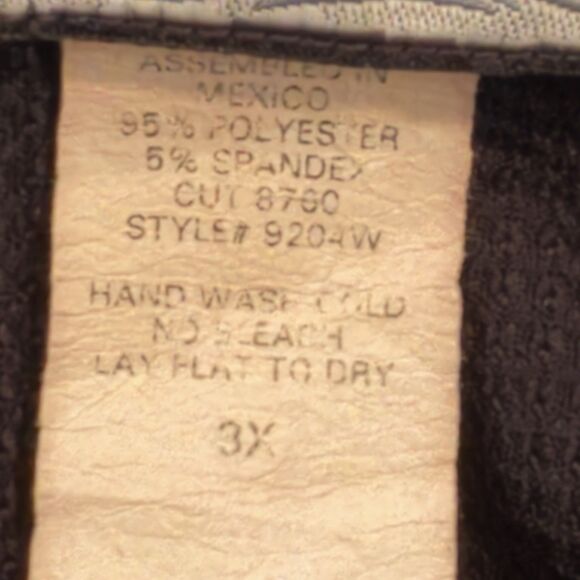 ASSEMBLED IN
MEXICO
95% POLYESTER
5% SPANDEX
CUT 8760
STYLE# 9204W
HAND WASH COLD
NO BLEACH
LAY FLAT TO DRY
3X